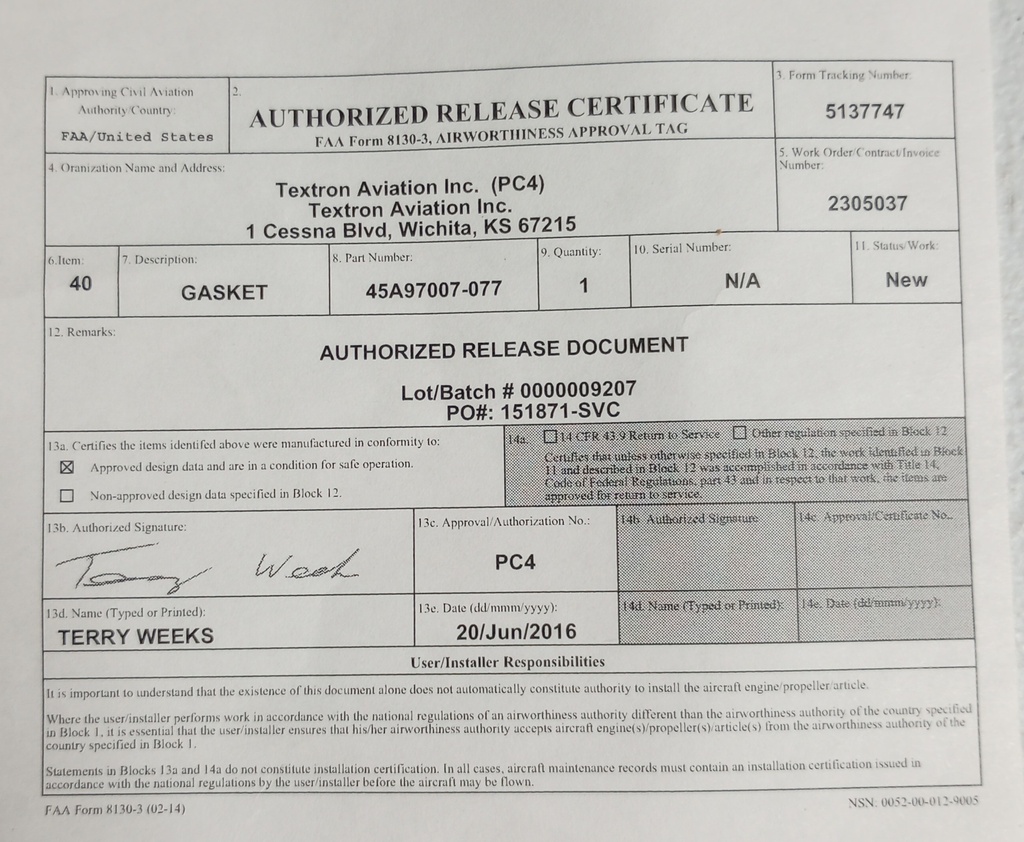 1. Approving Civil Aviation
Authority/Country:
FAA/United States
2.
AUTHORIZED RELEASE CERTIFICATE
FAA Form 8130-3, AIRWORTHINESS APPROVAL TAG
3. Form Tracking Number:
5137747
4. Oranization Name and Address:
Textron Aviation Inc. (PC4)
Textron Aviation Inc.
1 Cessna Blvd, Wichita, KS 67215
5. Work Order/Contract/Invoice
Number:
2305037
6.Item:
40
7. Description:
GASKET
8. Part Number:
45A97007-077
9. Quantity:
1
10. Serial Number:
N/A
11. Status/Work:
New
12. Remarks:
AUTHORIZED RELEASE DOCUMENT
Lot/Batch # 0000009207
PO#: 151871-SVC
13a. Certifies the items identifed above were manufactured in conformity to:
☒ Approved design data and are in a condition for safe operation.
☐ Non-approved design data specified in Block 12.
14a. ☐ 14 CFR 43.9 Return to Service ☐ Other regulation specified in Block 12
Certifies that unless otherwise specified in Block 12, the work identified in Block
11 and described in Block 12 was accomplished in accordance with Title 14,
Code of Federal Regulations, part 43 and in respect to that work, the items are
approved for return to service.
13b. Authorized Signature:
Terry Weeks
13c. Approval/Authorization No.:
PC4
14b. Authorized Signature
14c. Approval/Certificate No..
13d. Name (Typed or Printed):
TERRY WEEKS
13e. Date (dd/mmm/yyyy):
20/Jun/2016
14d. Name (Typed or Printed):
14e. Date (dd/mmm/yyyy):
User/Installer Responsibilities
It is important to understand that the existence of this document alone does not automatically constitute authority to install the aircraft engine/propeller/article.
Where the user/installer performs work in accordance with the national regulations of an airworthiness authority different than the airworthiness authority of the country specified
in Block 1, it is essential that the user/installer ensures that his/her airworthiness authority accepts aircraft engine(s)/propeller(s)/article(s) from the airworthiness authority of the
country specified in Block 1.
Statements in Blocks 13a and 14a do not constitute installation certification. In all cases, aircraft maintenance records must contain an installation certification issued in
accordance with the national regulations by the user/installer before the aircraft may be flown.
FAA Form 8130-3 (02-14)
NSN: 0052-00-012-9005